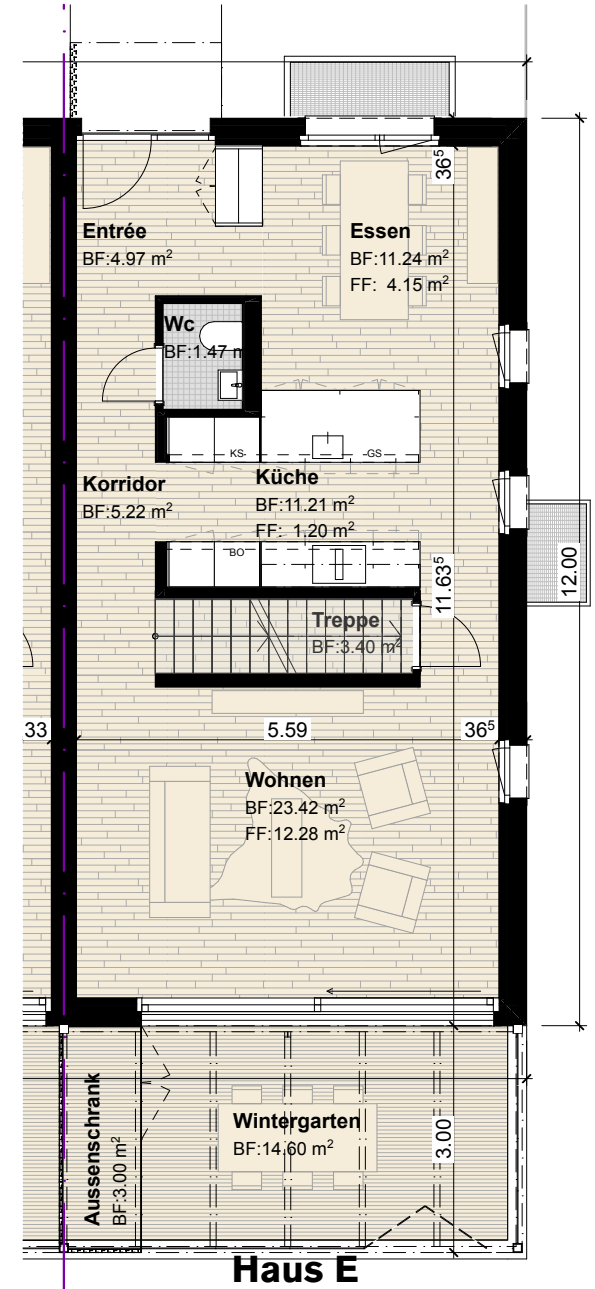 36⁵
Entrée
BF:4.97 m²
Essen
BF:11.24 m²
FF: 4.15 m²
Wc
BF:1.47 m
KS
GS
Korridor
BF:5.22 m²
Küche
BF:11.21 m²
FF: 1.20 m²
BO
11.63⁵
12.00
Treppe
BF:3.40 m²
33
5.59
36⁵
Wohnen
BF:23.42 m²
FF:12.28 m²
Aussenschrank
BF:3.00 m²
Wintergarten
BF:14.60 m²
3.00
Haus E